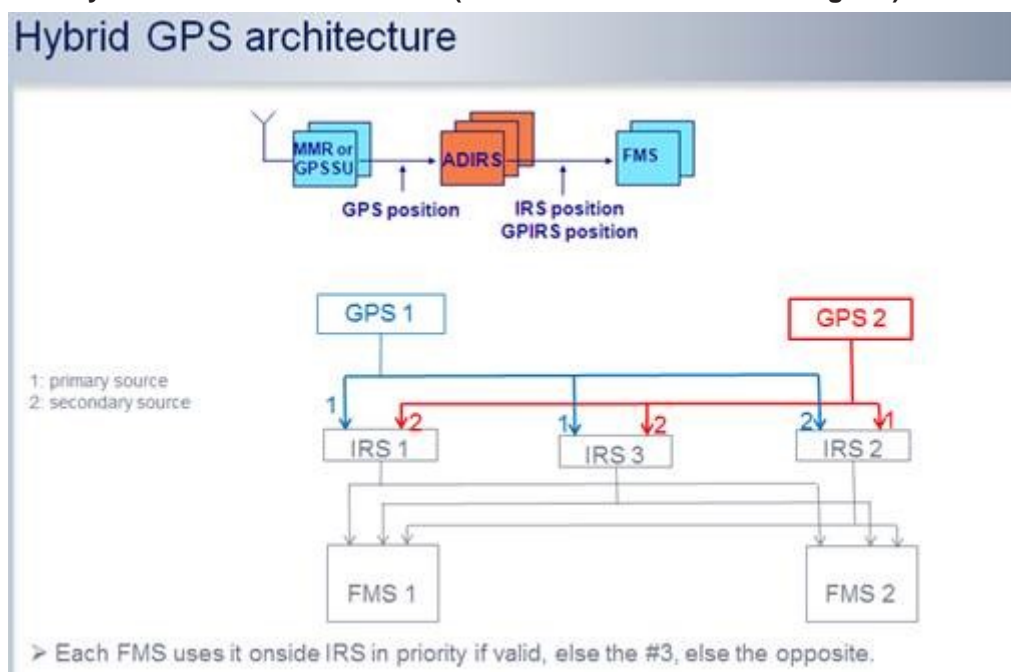 Hybrid GPS architecture
MMR or
GPSSU
ADIRS
FMS
GPS position
IRS position
GPIRS position
GPS 1
GPS 2
1: primary source
2: secondary source
1
2
1
2
2
1
IRS 1
IRS 3
IRS 2
FMS 1
FMS 2
➢ Each FMS uses it onside IRS in priority if valid, else the #3, else the opposite.